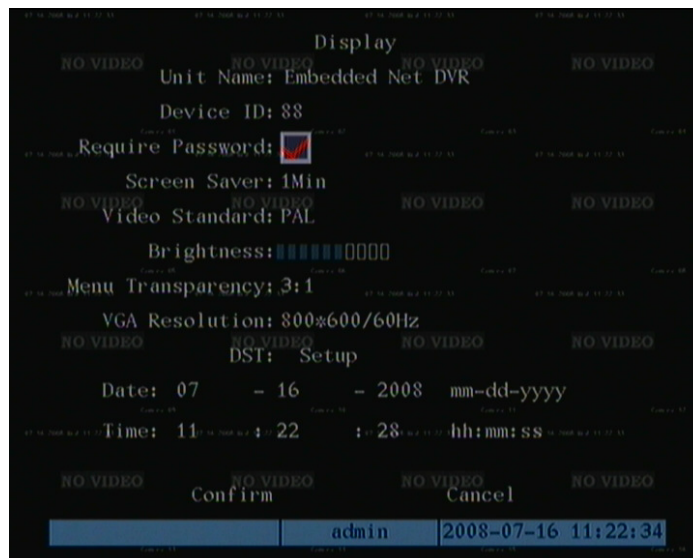 Display
NO VIDEO NO VIDEO NO VIDEO NO VIDEO
Unit Name: Embedded Net DVR
Device ID: 88
Require Password:
Screen Saver: 1Min
NO VIDEO NO VIDEO NO VIDEO NO VIDEO
Video Standard: PAL
Brightness:
Menu Transparency: 3:1
VGA Resolution: 800*600/60Hz
NO VIDEO NO VIDEO NO VIDEO NO VIDEO
DST: Setup
Date: 07 - 16 - 2008 mm-dd-yyyy
Time: 11 : 22 : 28 hh:mm:ss
NO VIDEO NO VIDEO NO VIDEO NO VIDEO
Confirm Cancel
admin 2008-07-16 11:22:34